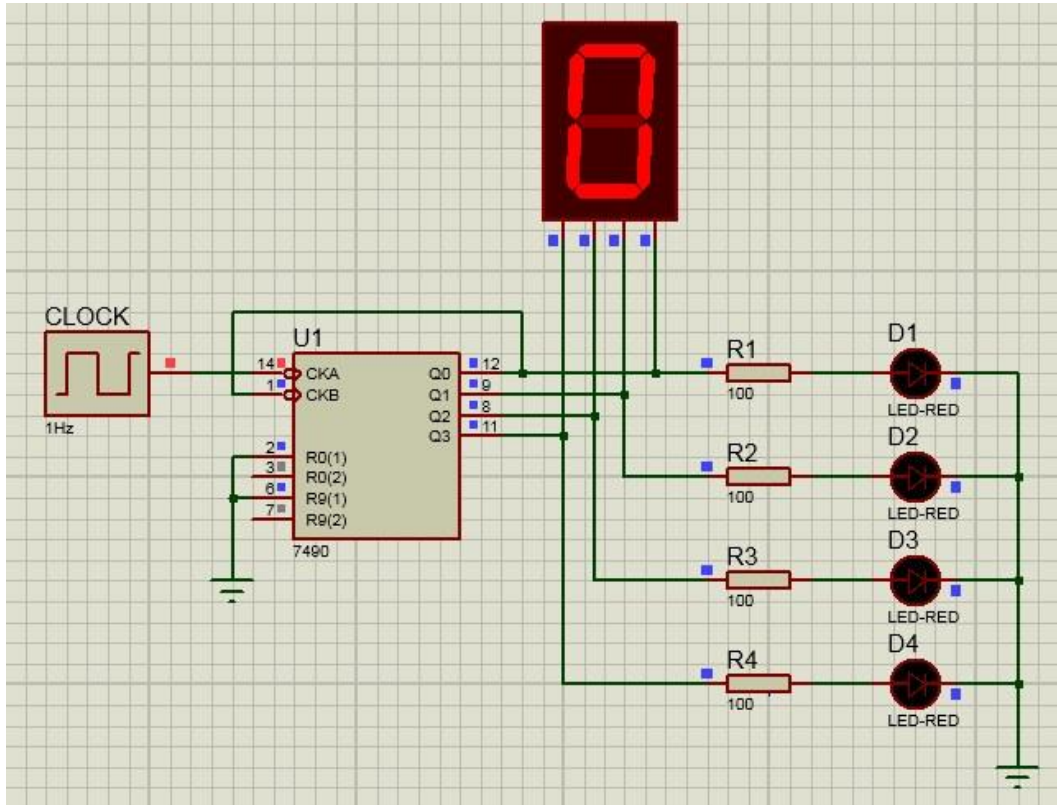 0
CLOCK
1Hz
U1
14 CKA Q0 12
1 CKB Q1 9
Q2 8
Q3 11
2 R0(1)
3 R0(2)
6 R9(1)
7 R9(2)
7490
R1
100
D1
LED-RED
R2
100
D2
LED-RED
R3
100
D3
LED-RED
R4
100
D4
LED-RED